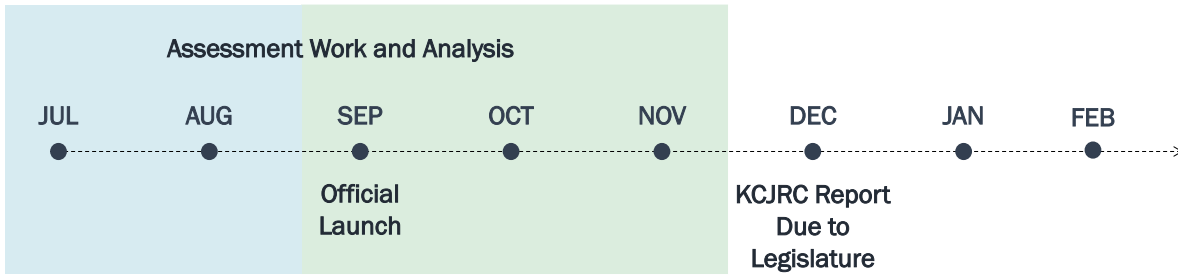 Assessment Work and Analysis
JUL AUG SEP OCT NOV DEC JAN FEB
Official
Launch
KCJRC Report
Due to
Legislature